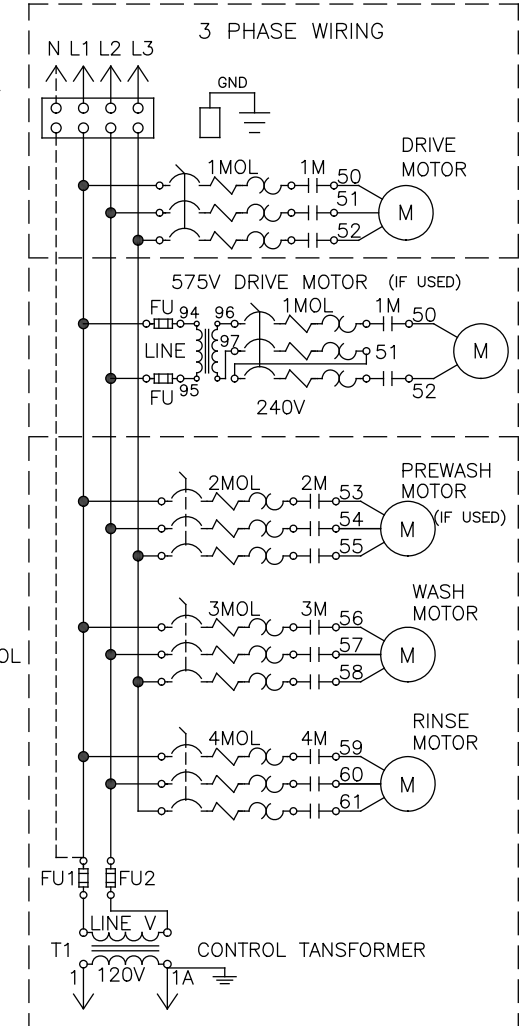 3 PHASE WIRING
N L1 L2 L3
GND
DRIVE
MOTOR
1MOL 1M 50
51
52
M
575V DRIVE MOTOR (IF USED)
FU 94 96 1MOL 1M 50
LINE 97 51
M
FU 95 52
240V
PREWASH
MOTOR
(IF USED)
2MOL 2M 53
54
55
M
WASH
MOTOR
3MOL 3M 56
57
58
M
OL
RINSE
MOTOR
4MOL 4M 59
60
61
M
FU1 FU2
LINE V
T1 CONTROL TANSFORMER
1 120V 1A